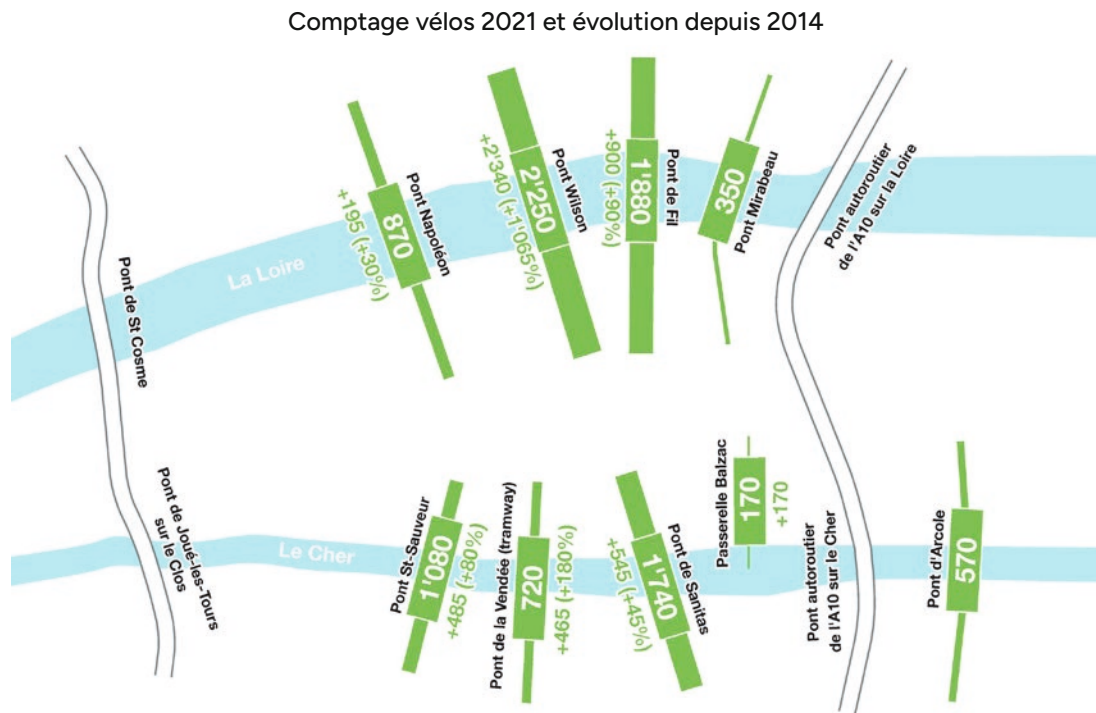 Comptage vélos 2021 et évolution depuis 2014
La Loire
Pont de St Cosme
Pont Napoléon
870
+195 (+30%)
Pont Wilson
2'250
+2'340 (+1'065%)
Pont de Fil
1'880
+900 (+90%)
Pont Mirabeau
350
Pont autoroutier
de l'A10 sur la Loire
Le Cher
Pont de Joué-les-Tours
sur le Clos
Pont St-Sauveur
1'080
+485 (+80%)
Pont de la Vendée (tramway)
720
+465 (+180%)
Pont de Sanitas
1'740
+545 (+45%)
Passerelle Balzac
170
+170
Pont autoroutier
de l'A10 sur le Cher
Pont d'Arcole
570